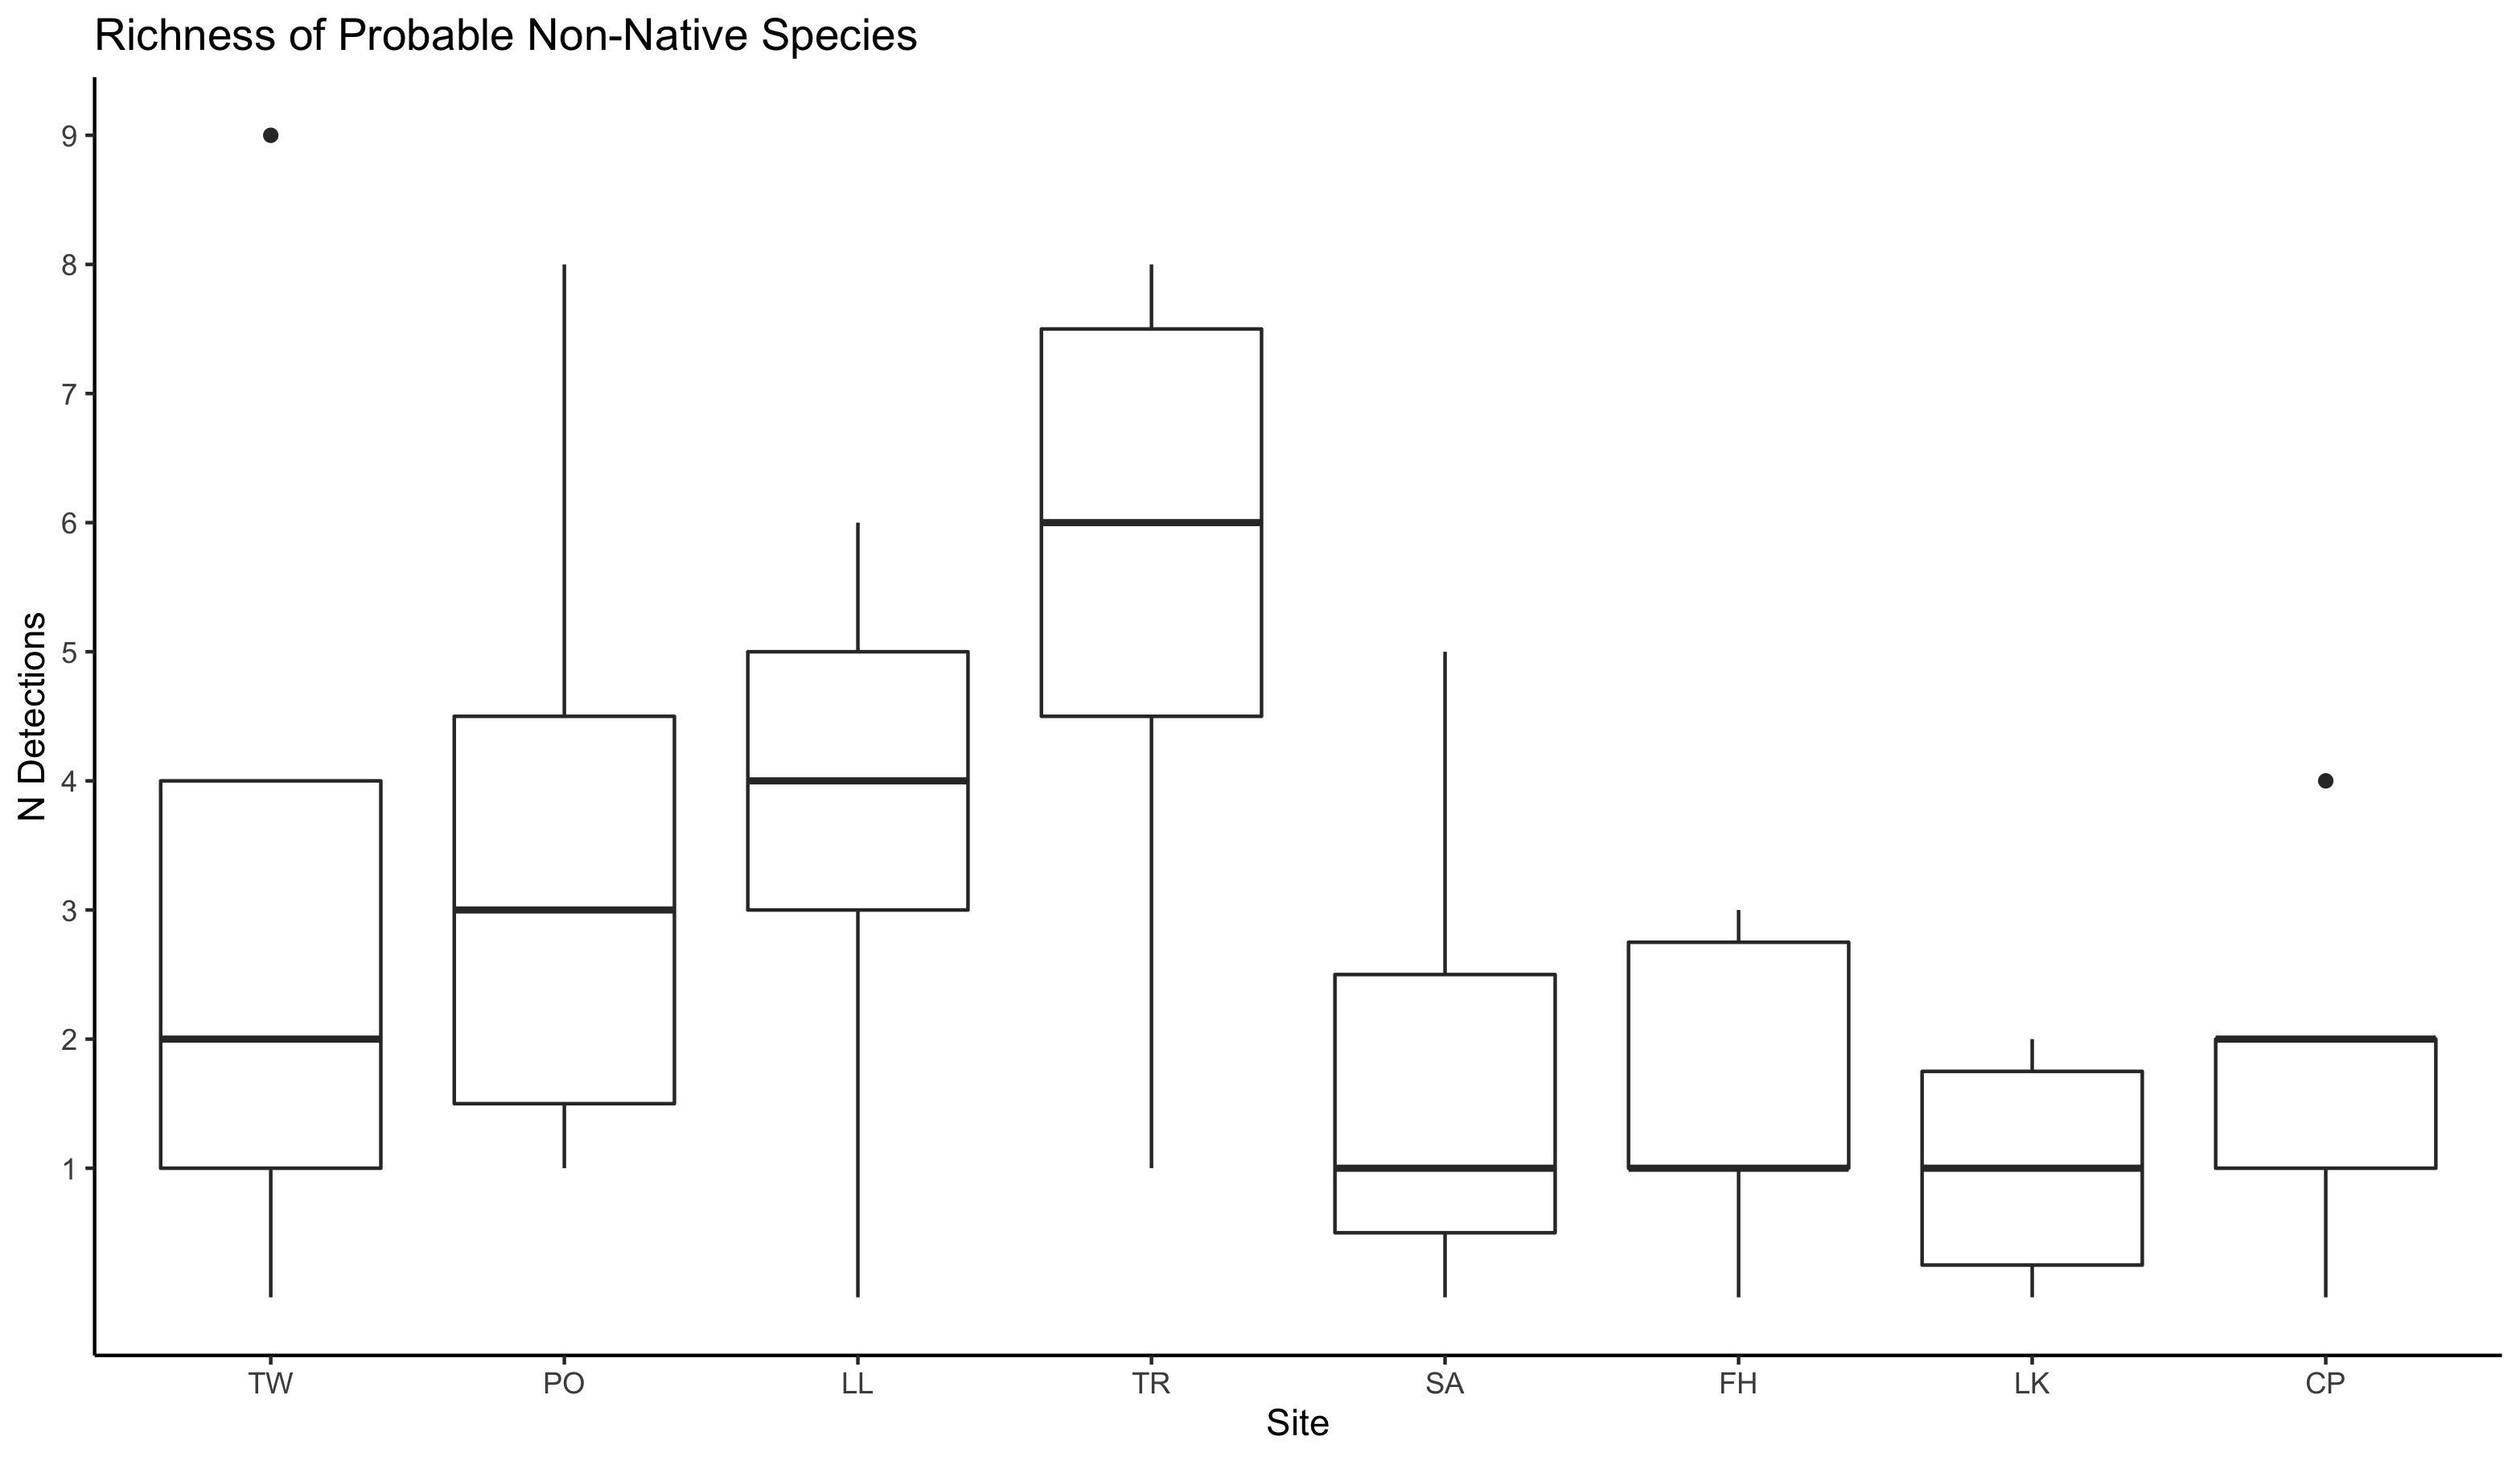 Richness of Probable Non-Native Species
N Detections
9
8
7
6
5
4
3
2
1
TW PO LL TR SA FH LK CP
Site